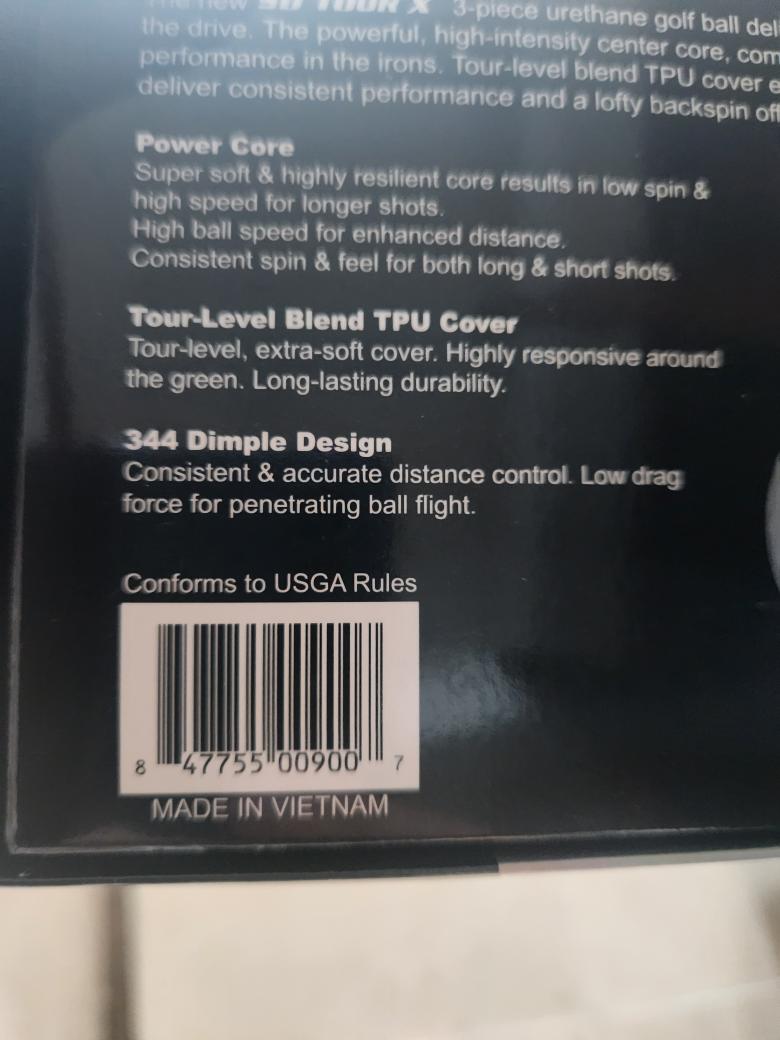 The new 3D TOUR X 3-piece urethane golf ball
the drive. The powerful, high-intensity center core,
performance in the irons. Tour-level blend TPU cover
deliver consistent performance and a lofty backspin
Power Core
Super soft & highly resilient core results in low spin &
high speed for longer shots.
High ball speed for enhanced distance.
Consistent spin & feel for both long & short shots.
Tour-Level Blend TPU Cover
Tour-level, extra-soft cover. Highly responsive around
the green. Long-lasting durability.
344 Dimple Design
Consistent & accurate distance control. Low drag
force for penetrating ball flight.
Conforms to USGA Rules
8 47755 00900 7
MADE IN VIETNAM